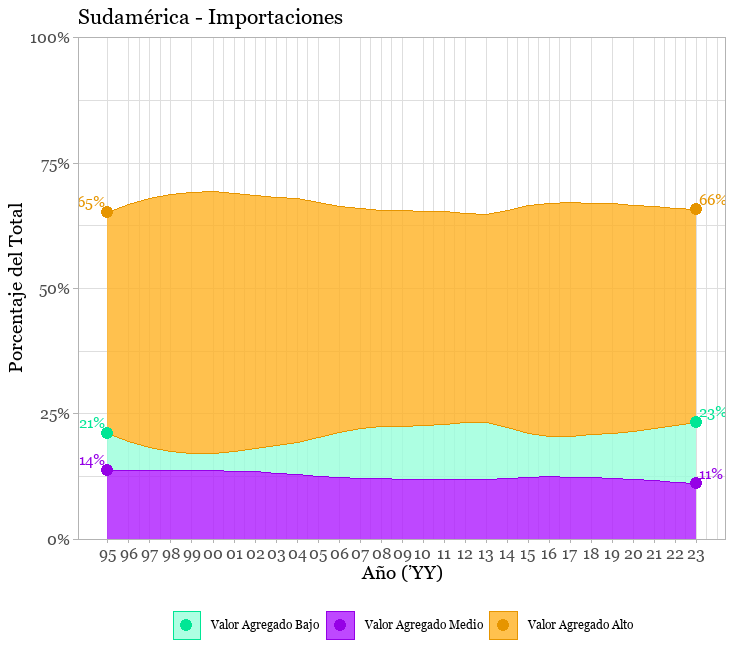 Sudamérica - Importaciones
100%
75%
50%
25%
0%
Porcentaje del Total
65%
21%
14%
66%
23%
11%
95 96 97 98 99 00 01 02 03 04 05 06 07 08 09 10 11 12 13 14 15 16 17 18 19 20 21 22 23
Año ('YY)
Valor Agregado Bajo Valor Agregado Medio Valor Agregado Alto